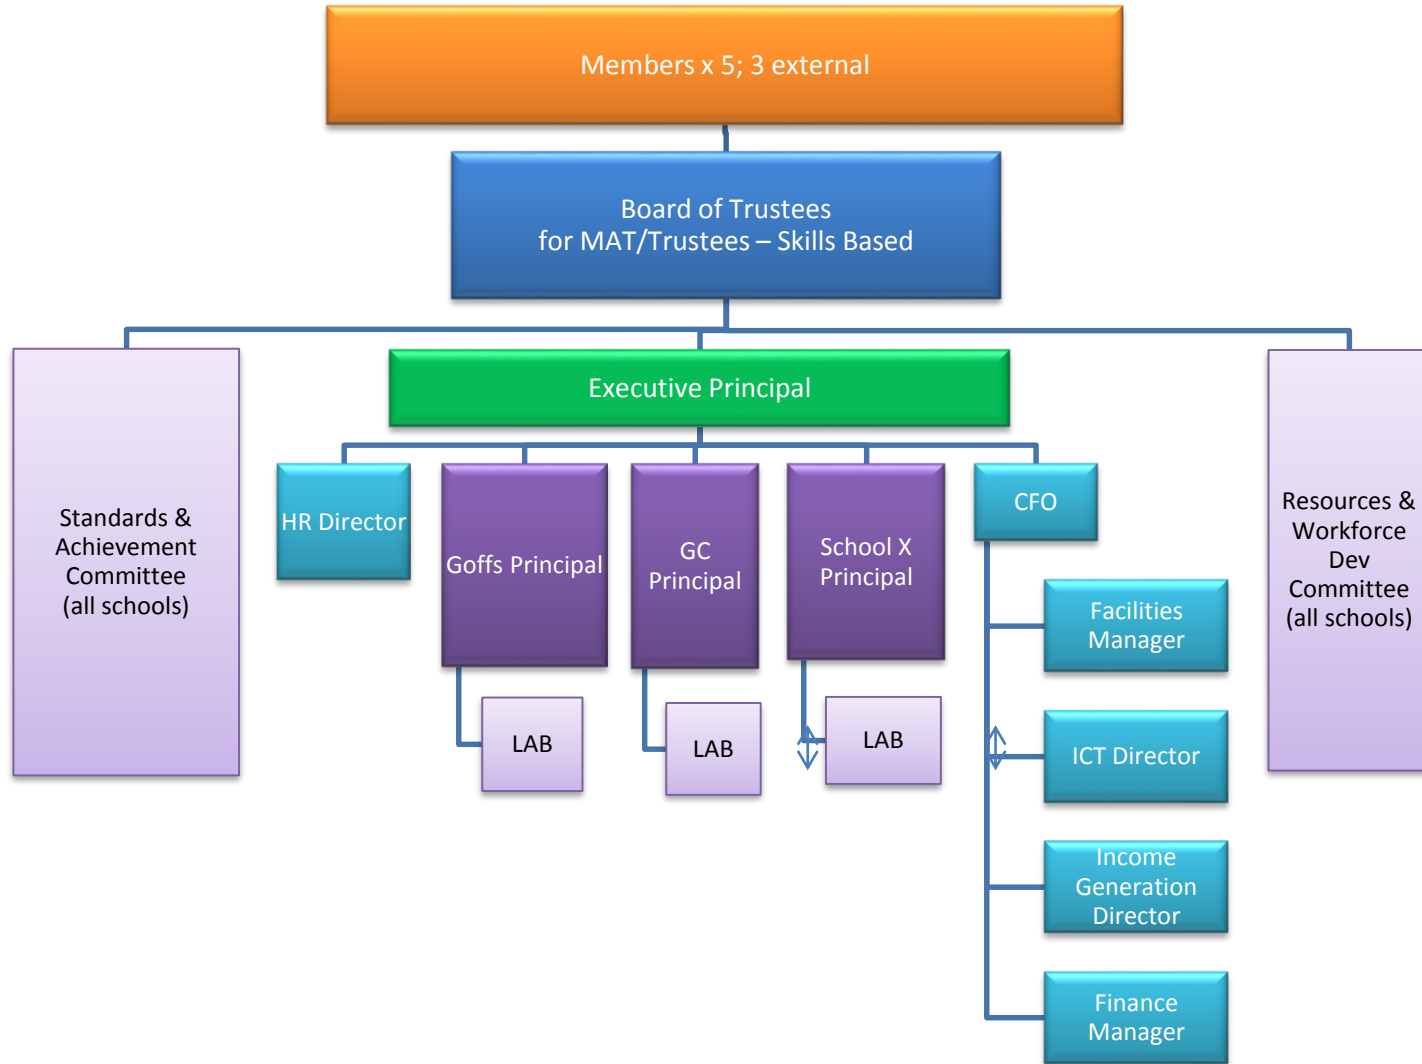 Members x 5; 3 external
Board of Trustees
for MAT/Trustees – Skills Based
Executive Principal
Standards &
Achievement
Committee
(all schools)
HR Director
Goffs Principal
GC
Principal
School X
Principal
CFO
Resources &
Workforce
Dev
Committee
(all schools)
LAB
LAB
LAB
Facilities
Manager
ICT Director
Income
Generation
Director
Finance
Manager